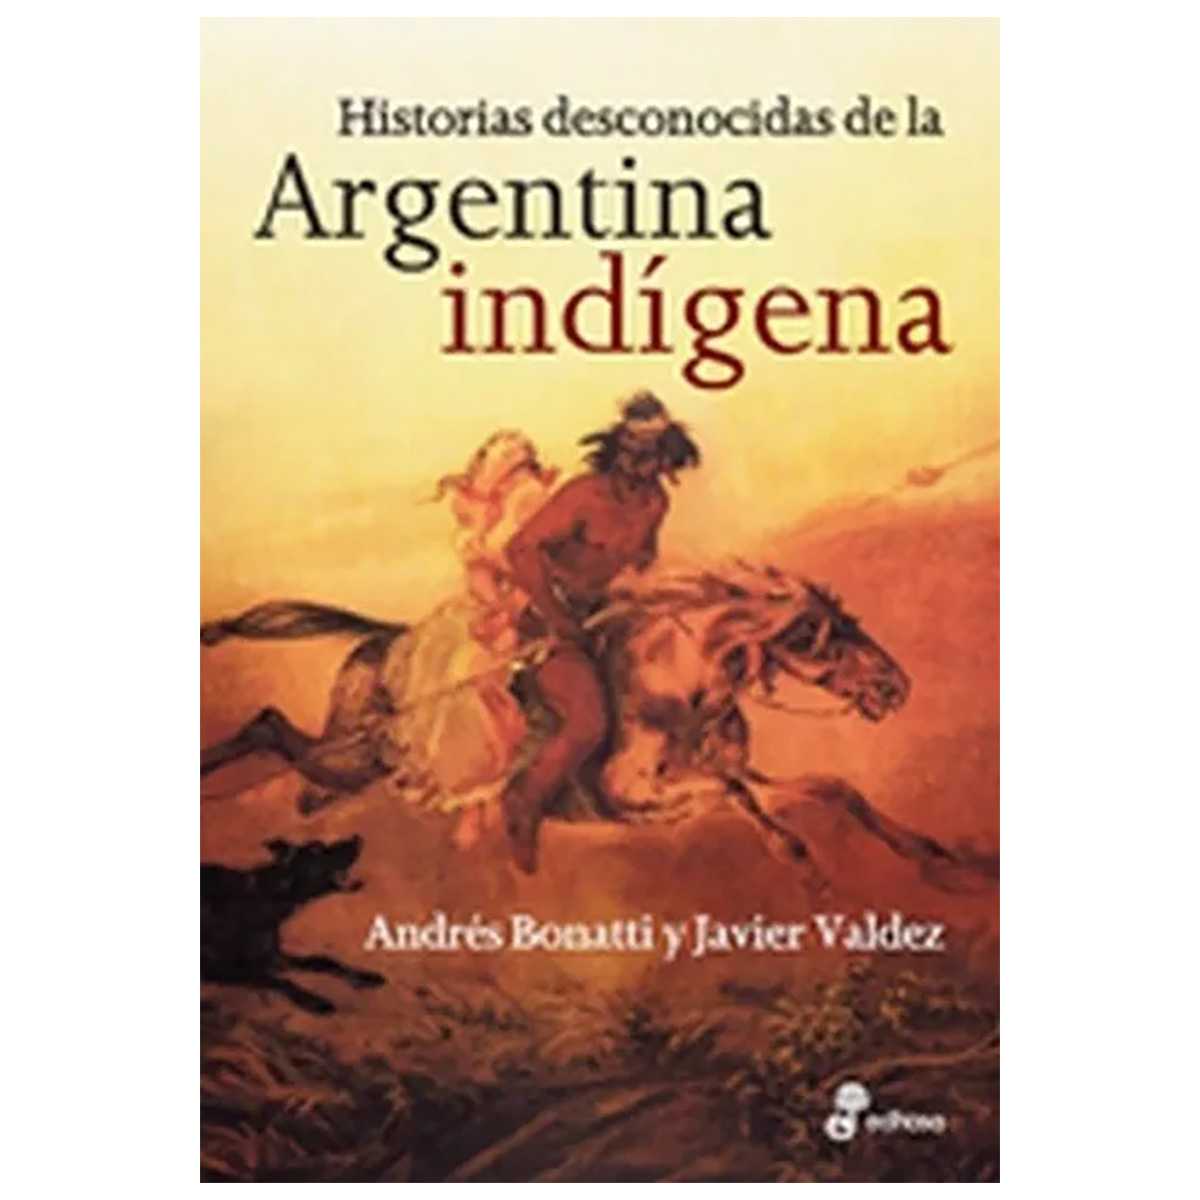 Historias desconocidas de la
Argentina
indígena
Andrés Bonatti y Javier Valdez
edhasa